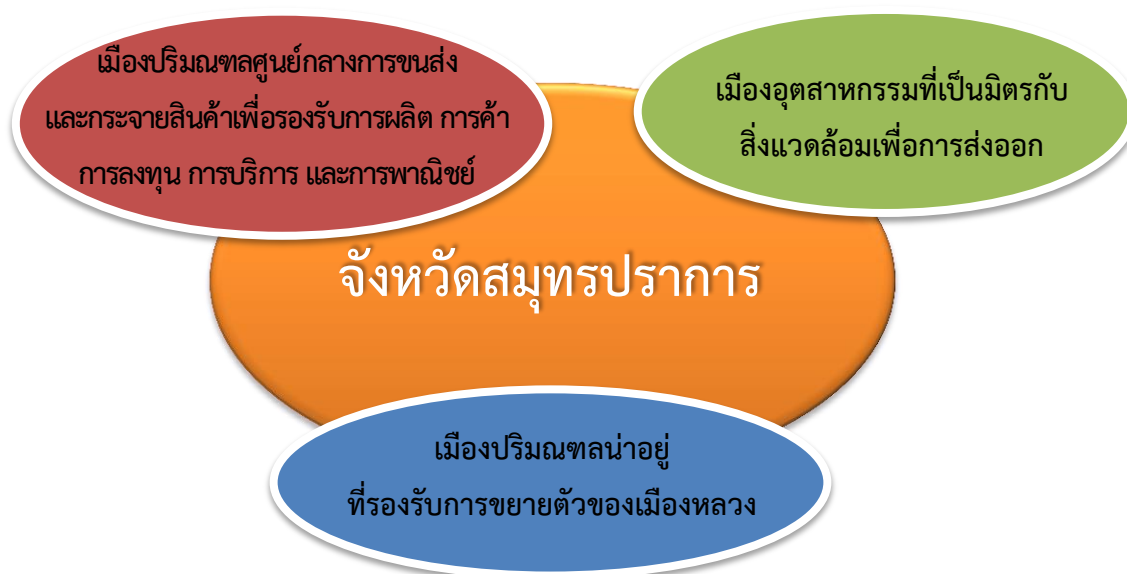 เมืองปริมณฑลศูนย์กลางการขนส่ง
และกระจายสินค้าเพื่อรองรับการผลิต การค้า
การลงทุน การบริการ และการพาณิชย์
เมืองอุตสาหกรรมที่เป็นมิตรกับ
สิ่งแวดล้อมเพื่อการส่งออก
จังหวัดสมุทรปราการ
เมืองปริมณฑลน่าอยู่
ที่รองรับการขยายตัวของเมืองหลวง